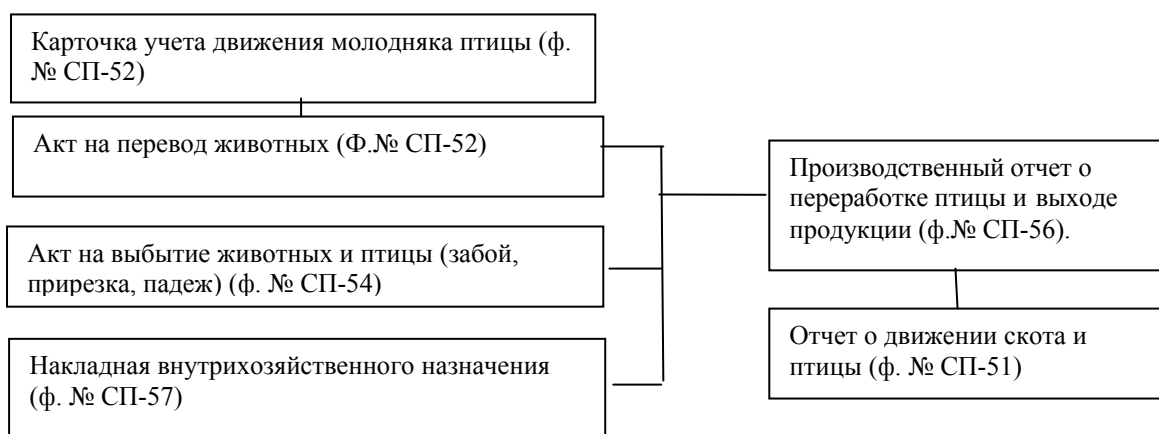 Карточка учета движения молодняка птицы (ф.
№ СП-52)
Акт на перевод животных (Ф.№ СП-52)
Акт на выбытие животных и птицы (забой,
прирезка, падеж) (ф. № СП-54)
Накладная внутрихозяйственного назначения
(ф. № СП-57)
Производственный отчет о
переработке птицы и выходе
продукции (ф.№ СП-56).
Отчет о движении скота и
птицы (ф. № СП-51)